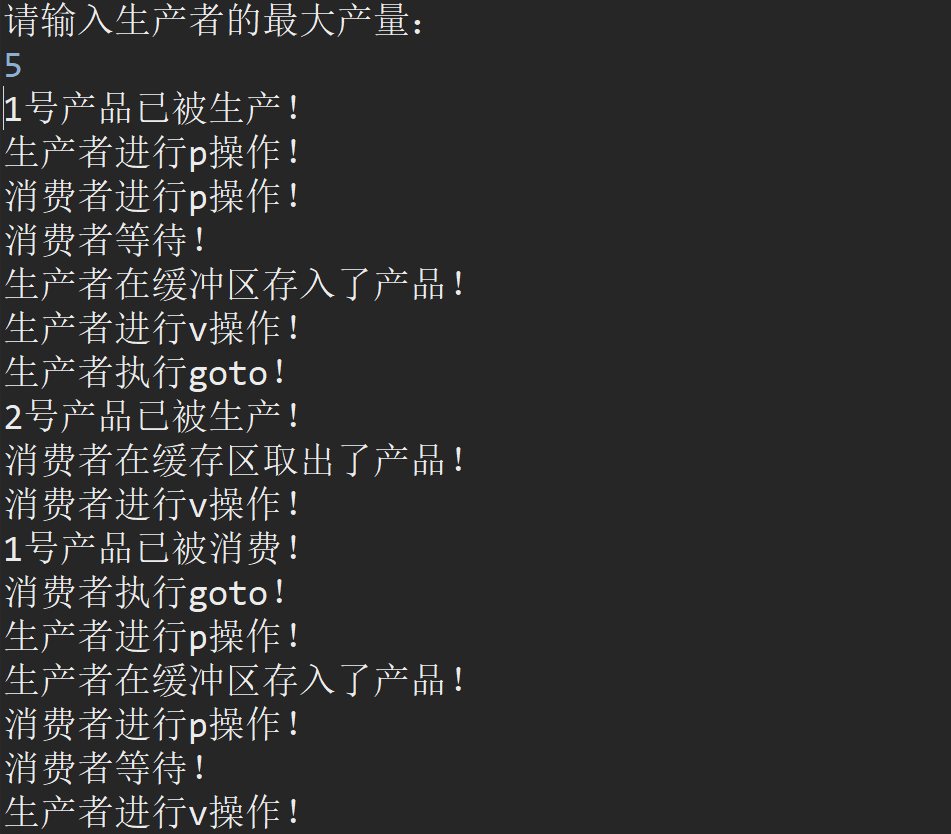 请输入生产者的最大产量:
5
1号产品已被生产!
生产者进行p操作!
消费者进行p操作!
消费者等待!
生产者在缓冲区存入了产品!
生产者进行v操作!
生产者执行goto!
2号产品已被生产!
消费者在缓存区取出了产品!
消费者进行v操作!
1号产品已被消费!
消费者执行goto!
生产者进行p操作!
生产者在缓冲区存入了产品!
消费者进行p操作!
消费者等待!
生产者进行v操作!